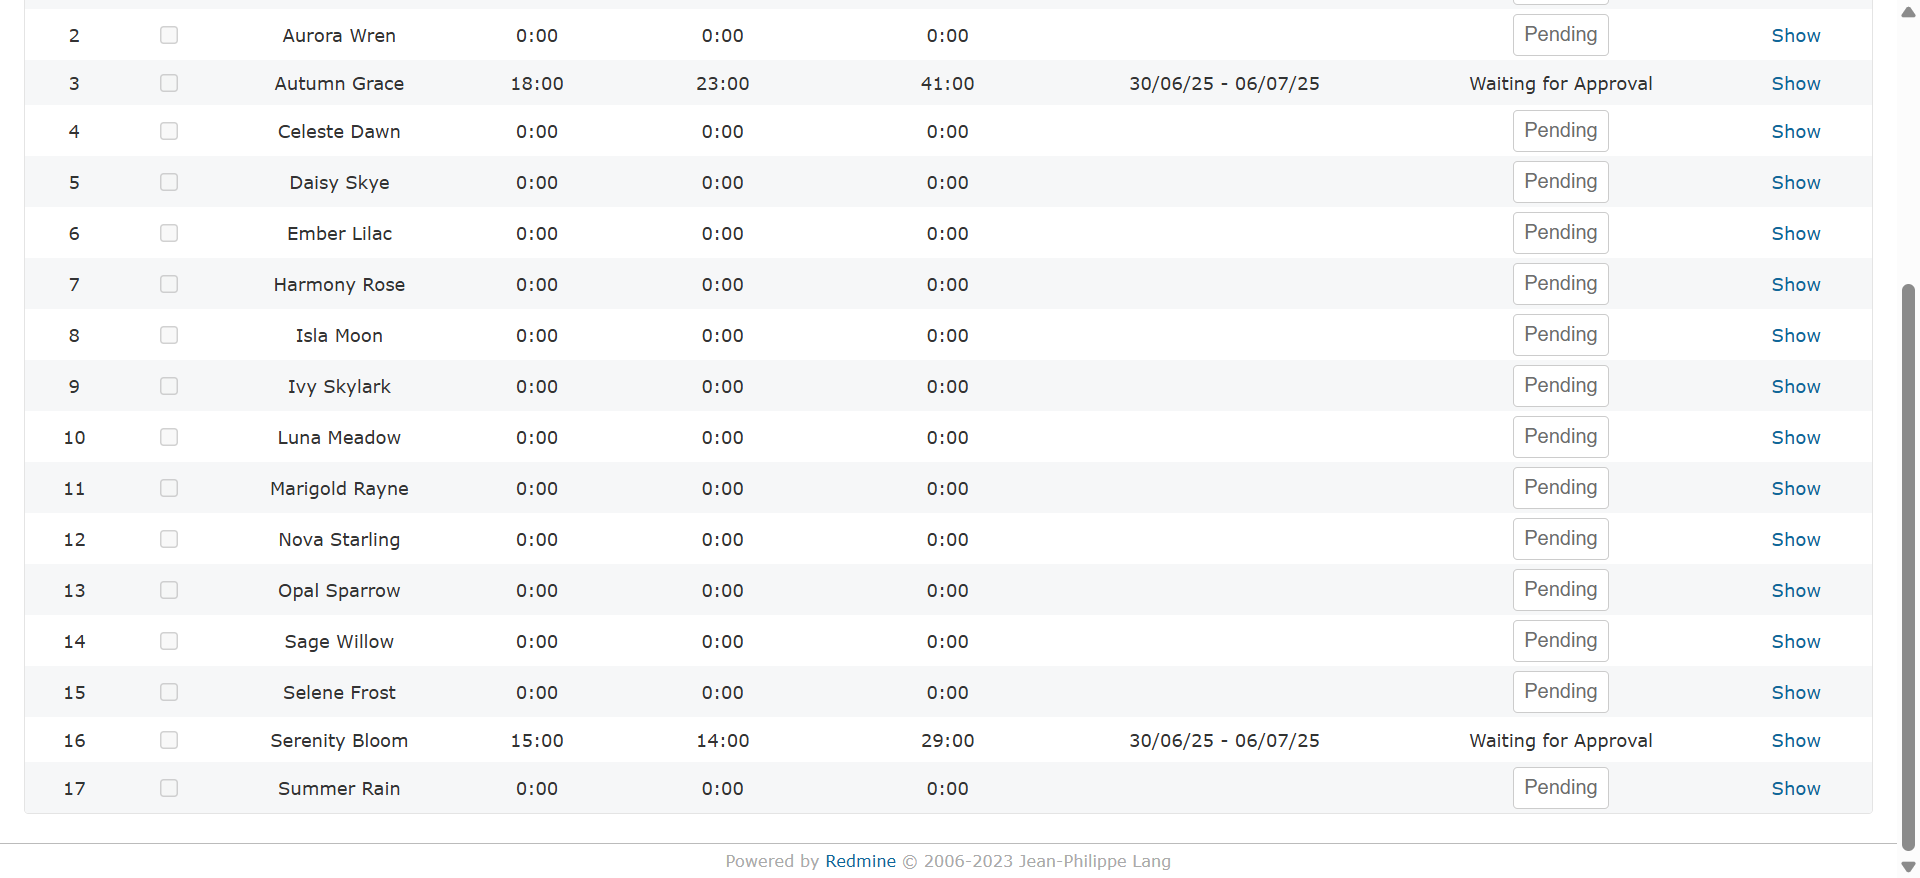 2 Aurora Wren 0:00 0:00 0:00 Pending Show
3 Autumn Grace 18:00 23:00 41:00 30/06/25 - 06/07/25 Waiting for Approval Show
4 Celeste Dawn 0:00 0:00 0:00 Pending Show
5 Daisy Skye 0:00 0:00 0:00 Pending Show
6 Ember Lilac 0:00 0:00 0:00 Pending Show
7 Harmony Rose 0:00 0:00 0:00 Pending Show
8 Isla Moon 0:00 0:00 0:00 Pending Show
9 Ivy Skylark 0:00 0:00 0:00 Pending Show
10 Luna Meadow 0:00 0:00 0:00 Pending Show
11 Marigold Rayne 0:00 0:00 0:00 Pending Show
12 Nova Starling 0:00 0:00 0:00 Pending Show
13 Opal Sparrow 0:00 0:00 0:00 Pending Show
14 Sage Willow 0:00 0:00 0:00 Pending Show
15 Selene Frost 0:00 0:00 0:00 Pending Show
16 Serenity Bloom 15:00 14:00 29:00 30/06/25 - 06/07/25 Waiting for Approval Show
17 Summer Rain 0:00 0:00 0:00 Pending Show
Powered by Redmine © 2006-2023 Jean-Philippe Lang